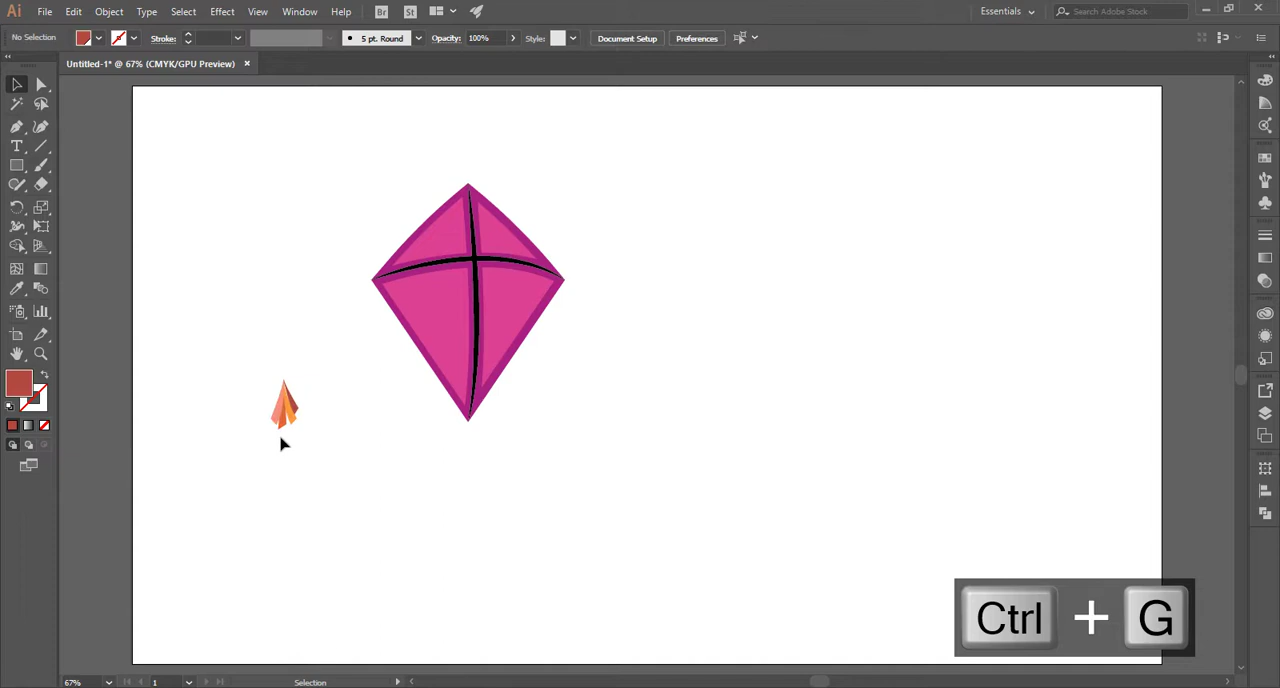 Ai File Edit Object Type Select Effect View Window Help Br St Essentials Search Adobe Stock
No Selection Stroke: 5 pt. Round Opacity: 100% Style: Document Setup Preferences
Untitled-1* @ 67% (CMYK/GPU Preview)
T
Ctrl + G
67% 1 Selection